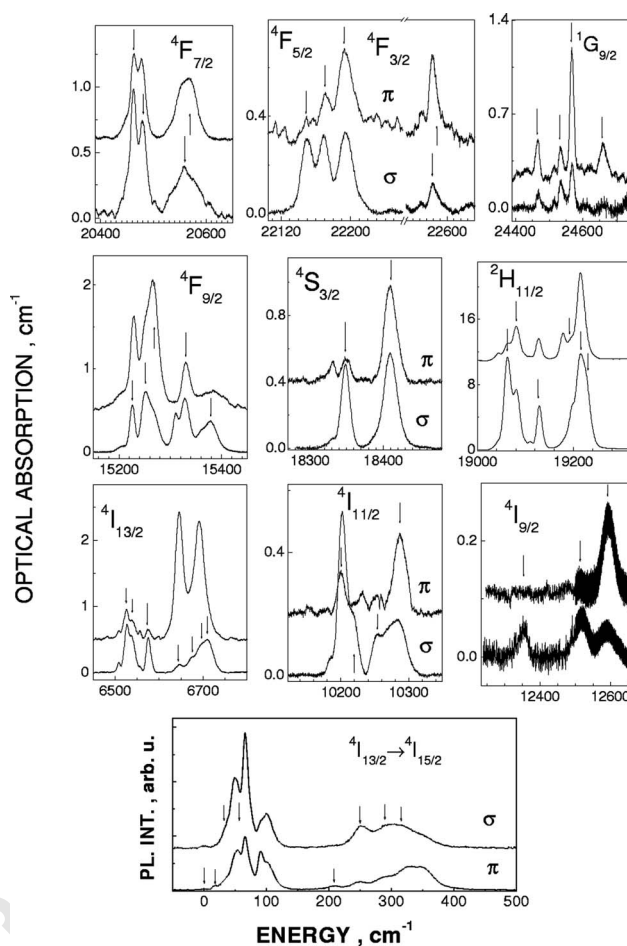 ⁴F₇/₂
1.0
0.5
0.0
20400 20600
⁴F₅/₂ ⁴F₃/₂
0.4
0.0
π
σ
22100 22200 22600
¹G₉/₂
1.4
0.7
0.0
24400 24600
⁴F₉/₂
2
1
0
15200 15300 15400
⁴S₃/₂
0.8
0.4
0.0
π
σ
18300 18400
²H₁₁/₂
16
8
0
19000 19200
⁴I₁₃/₂
2
1
0
6500 6700
⁴I₁₁/₂
0.4
0.0
π
σ
10200 10300
⁴I₉/₂
0.2
0.0
12400 12600
OPTICAL ABSORPTION, cm⁻¹
⁴I₁₃/₂→⁴I₁₅/₂
σ
π
PL. INT., arb. u.
0 100 200 300 400 500
ENERGY , cm⁻¹